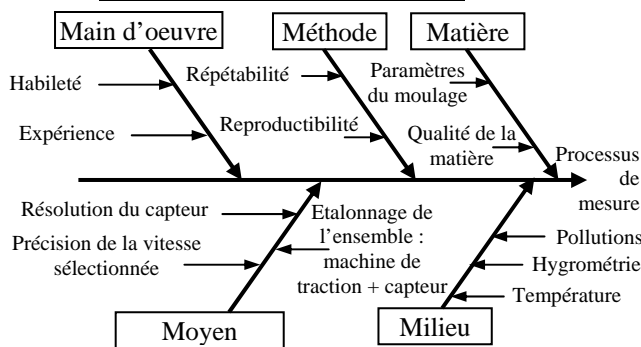 Main d'oeuvre
Méthode
Matière
Habileté
Expérience
Répétabilité
Reproductibilité
Paramètres
du moulage
Qualité de la
matière
Processus
de
mesure
Résolution du capteur
Précision de la vitesse
sélectionnée
Etalonnage de
l'ensemble :
machine de
traction + capteur
Pollutions
Hygrométrie
Température
Moyen
Milieu